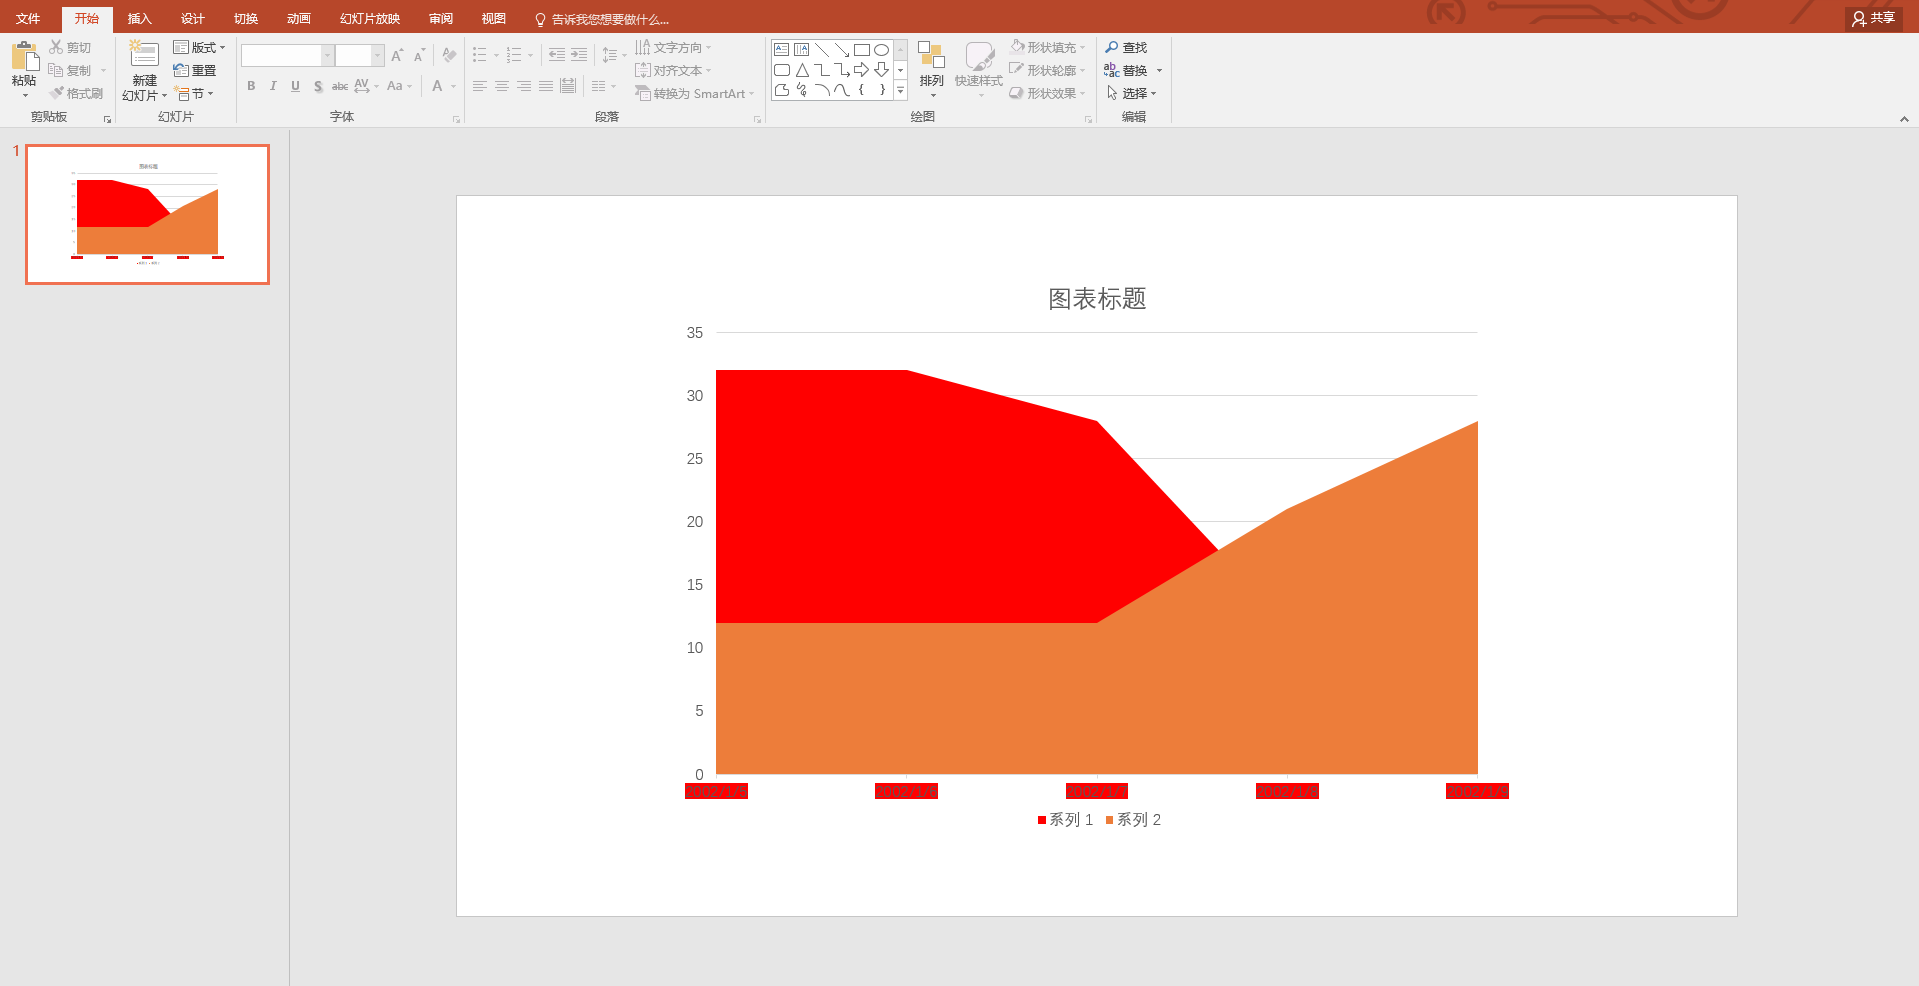 文件 开始 插入 设计 切换 动画 幻灯片放映 审阅 视图 告诉我您想要做什么... 共享
粘贴 剪切 复制 格式刷
剪贴板
新建 幻灯片 版式 重置 节
幻灯片
B I U S abc AV Aa A
字体
文字方向 对齐文本 转换为 SmartArt
段落
排列 快速样式 形状填充 形状轮廓 形状效果
绘图
查找 替换 选择
编辑
1
图表标题
35
30
25
20
15
10
5
0
2002/1/5 2002/1/6 2002/1/7 2002/1/8 2002/1/9
系列 1 系列 2